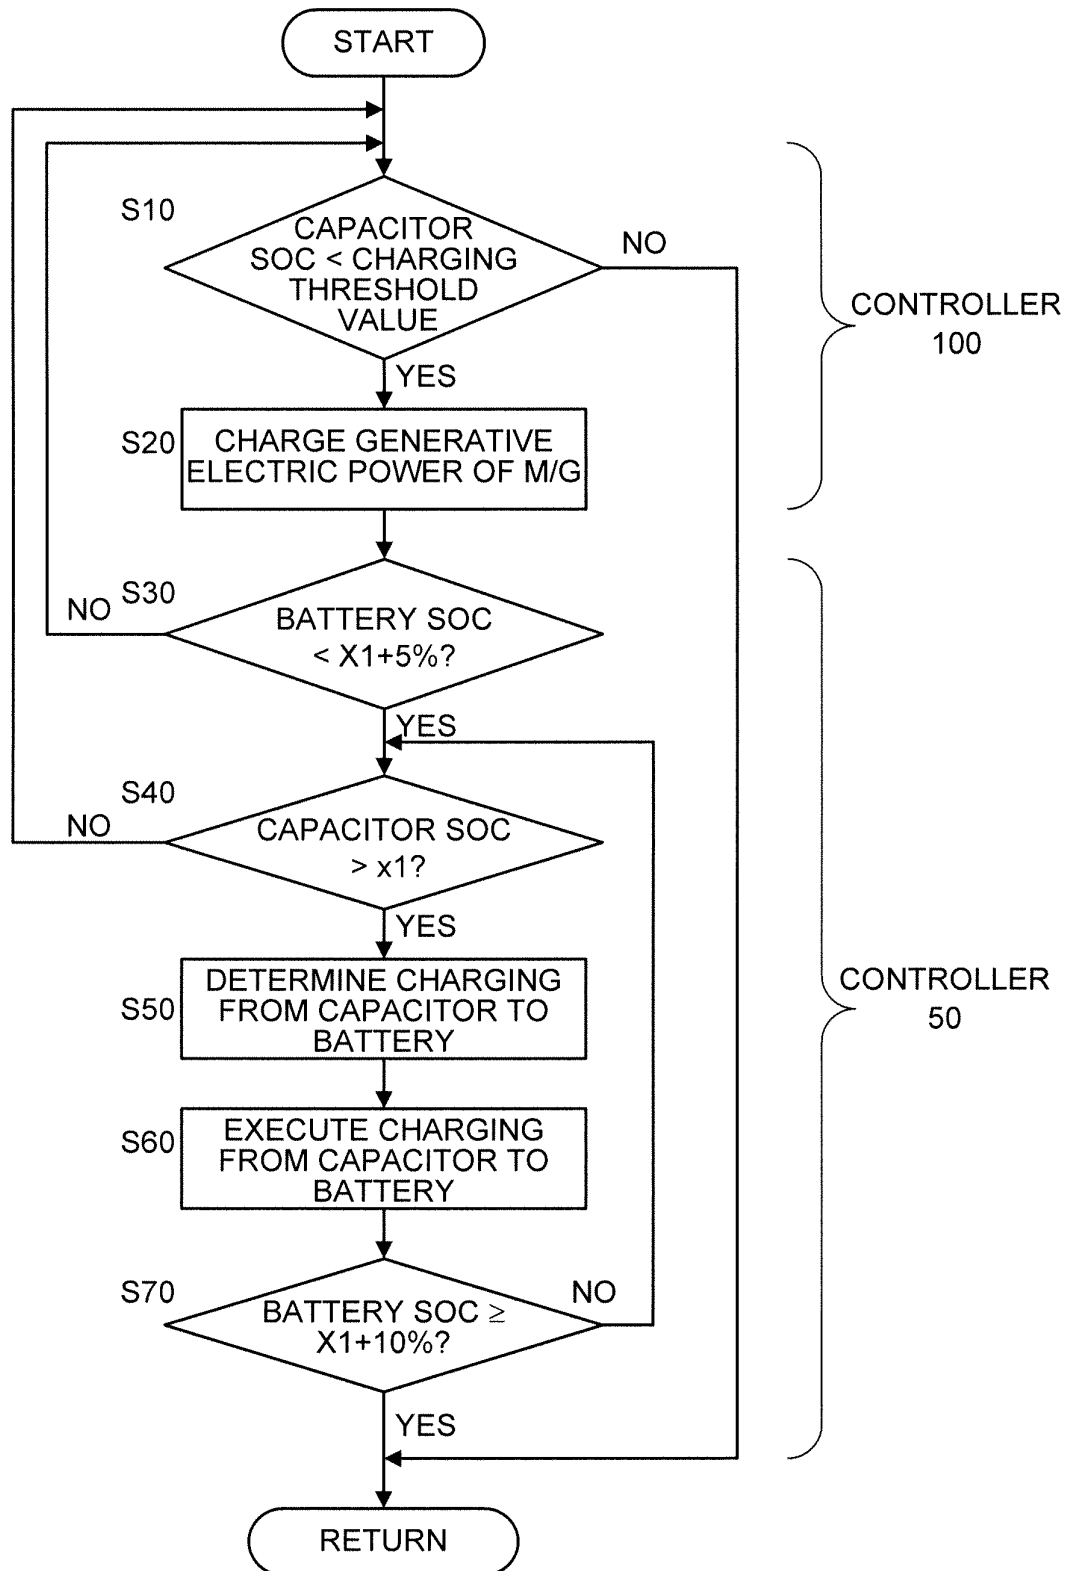 START
S10
CAPACITOR
SOC < CHARGING
THRESHOLD
VALUE
NO
CONTROLLER
100
YES
S20
CHARGE GENERATIVE
ELECTRIC POWER OF M/G
S30
NO
BATTERY SOC
< X1+5%?
YES
S40
NO
CAPACITOR SOC
> x1?
YES
S50
DETERMINE CHARGING
FROM CAPACITOR TO
BATTERY
CONTROLLER
50
S60
EXECUTE CHARGING
FROM CAPACITOR TO
BATTERY
S70
BATTERY SOC ≥
X1+10%?
NO
YES
RETURN